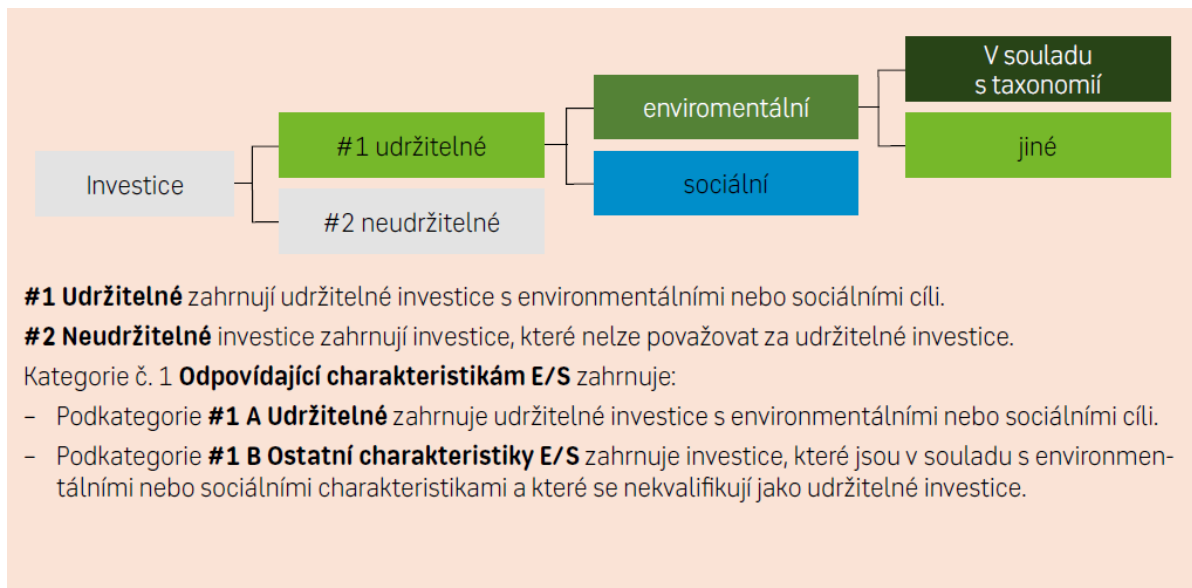 V souladu
s taxonomií
enviromentální
#1 udržitelné
jiné
Investice
sociální
#2 neudržitelné
#1 Udržitelné zahrnují udržitelné investice s environmentálními nebo sociálními cíli.
#2 Neudržitelné investice zahrnují investice, které nelze považovat za udržitelné investice.
Kategorie č. 1 Odpovídající charakteristikám E/S zahrnuje:
– Podkategorie #1 A Udržitelné zahrnuje udržitelné investice s environmentálními nebo sociálními cíli.
– Podkategorie #1 B Ostatní charakteristiky E/S zahrnuje investice, které jsou v souladu s environmen-
tálními nebo sociálními charakteristikami a které se nekvalifikují jako udržitelné investice.